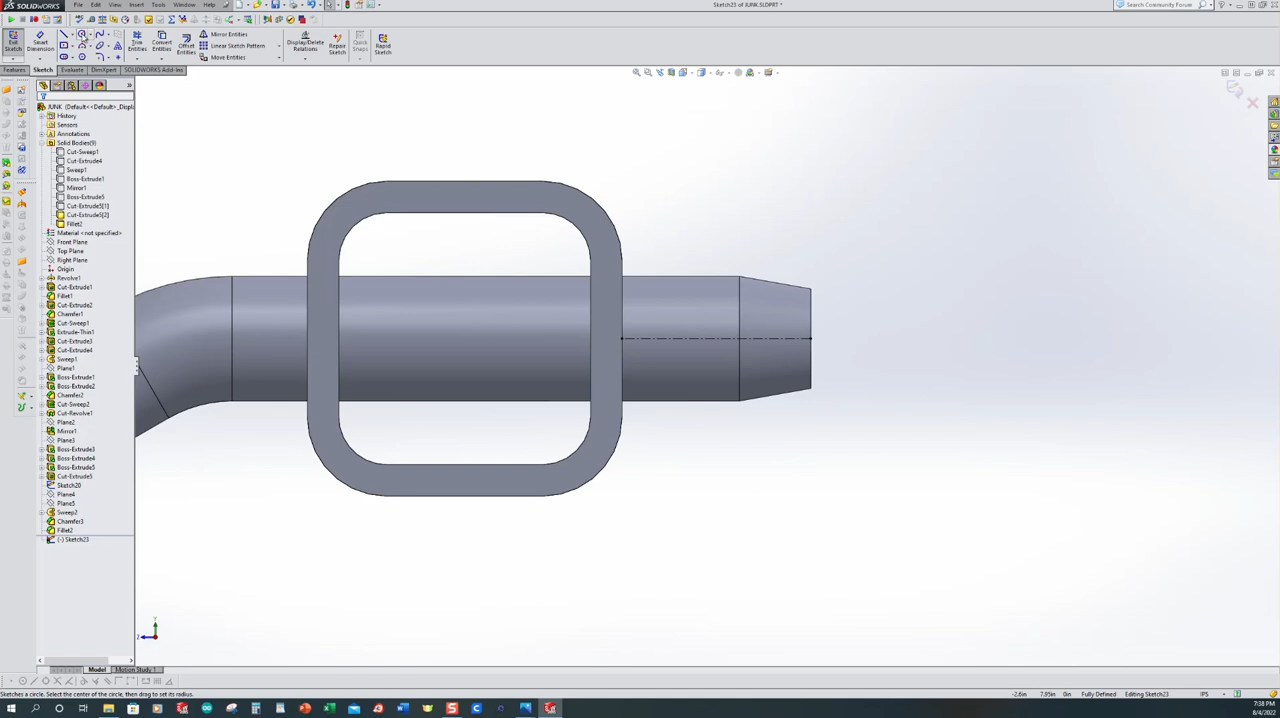 SOLIDWORKS File Edit View Insert Tools Window Help
Sketch23 of JUNK.SLDPRT *
Search Community Forum
Exit Sketch
Smart Dimension
Trim Entities
Convert Entities
Offset Entities
Mirror Entities
Linear Sketch Pattern
Move Entities
Display/Delete Relations
Repair Sketch
Quick Snaps
Rapid Sketch
Features Sketch Evaluate DimXpert SOLIDWORKS Add-Ins
JUNK (Default<<Default>_Displa
History
Sensors
Annotations
Solid Bodies(9)
Cut-Sweep1
Cut-Extrude4
Sweep1
Boss-Extrude1
Mirror1
Boss-Extrude5
Cut-Extrude5[1]
Cut-Extrude5[2]
Fillet2
Material <not specified>
Front Plane
Top Plane
Right Plane
Origin
Revolve1
Cut-Extrude1
Fillet1
Cut-Extrude2
Chamfer1
Cut-Sweep1
Extrude-Thin1
Cut-Extrude3
Cut-Extrude4
Sweep1
Plane1
Boss-Extrude1
Boss-Extrude2
Chamfer2
Cut-Sweep2
Cut-Revolve1
Plane2
Mirror1
Plane3
Boss-Extrude3
Boss-Extrude4
Boss-Extrude5
Cut-Extrude5
Sketch20
Plane4
Plane5
Sweep2
Chamfer3
Fillet2
(-) Sketch23
Y
Z
Model Motion Study 1
Sketches a circle. Select the center of the circle, then drag to set its radius.
-2.8in 7.95in 0in Fully Defined Editing Sketch23 IPS
7:38 PM
8/4/2022